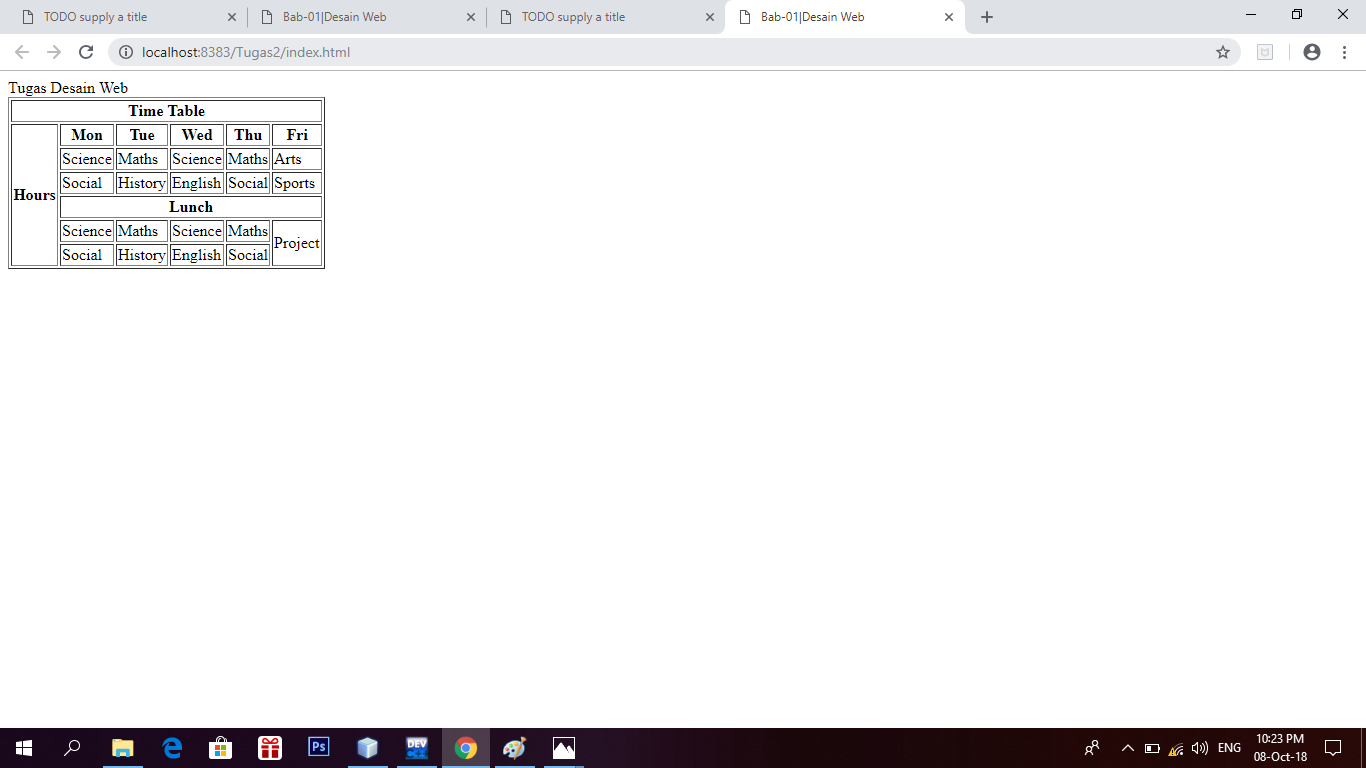 TODO supply a title Bab-01|Desain Web TODO supply a title Bab-01|Desain Web
localhost:8383/Tugas2/index.html
Tugas Desain Web
Time Table
Mon Tue Wed Thu Fri
Science Maths Science Maths Arts
Social History English Social Sports
Hours
Lunch
Science Maths Science Maths
Project
Social History English Social
Ps DEV C++ ENG 10:23 PM
08-Oct-18